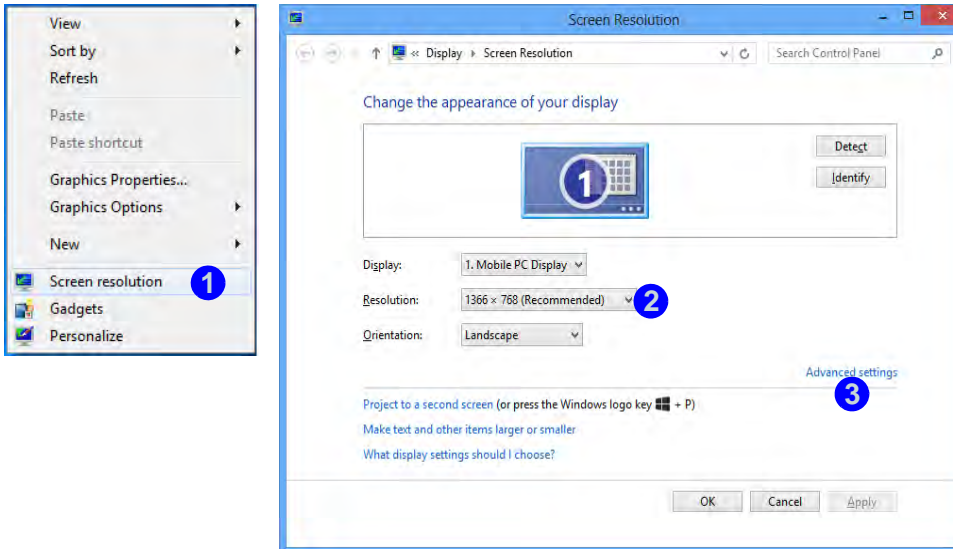 View
Sort by
Refresh
Paste
Paste shortcut
Graphics Properties...
Graphics Options
New
Screen resolution 1
Gadgets
Personalize
Screen Resolution
« Display Screen Resolution
Search Control Panel
Change the appearance of your display
1
Detect
Identify
Display: 1. Mobile PC Display
Resolution: 1366 × 768 (Recommended) 2
Orientation: Landscape
Advanced settings
3
Project to a second screen (or press the Windows logo key + P)
Make text and other items larger or smaller
What display settings should I choose?
OK Cancel Apply